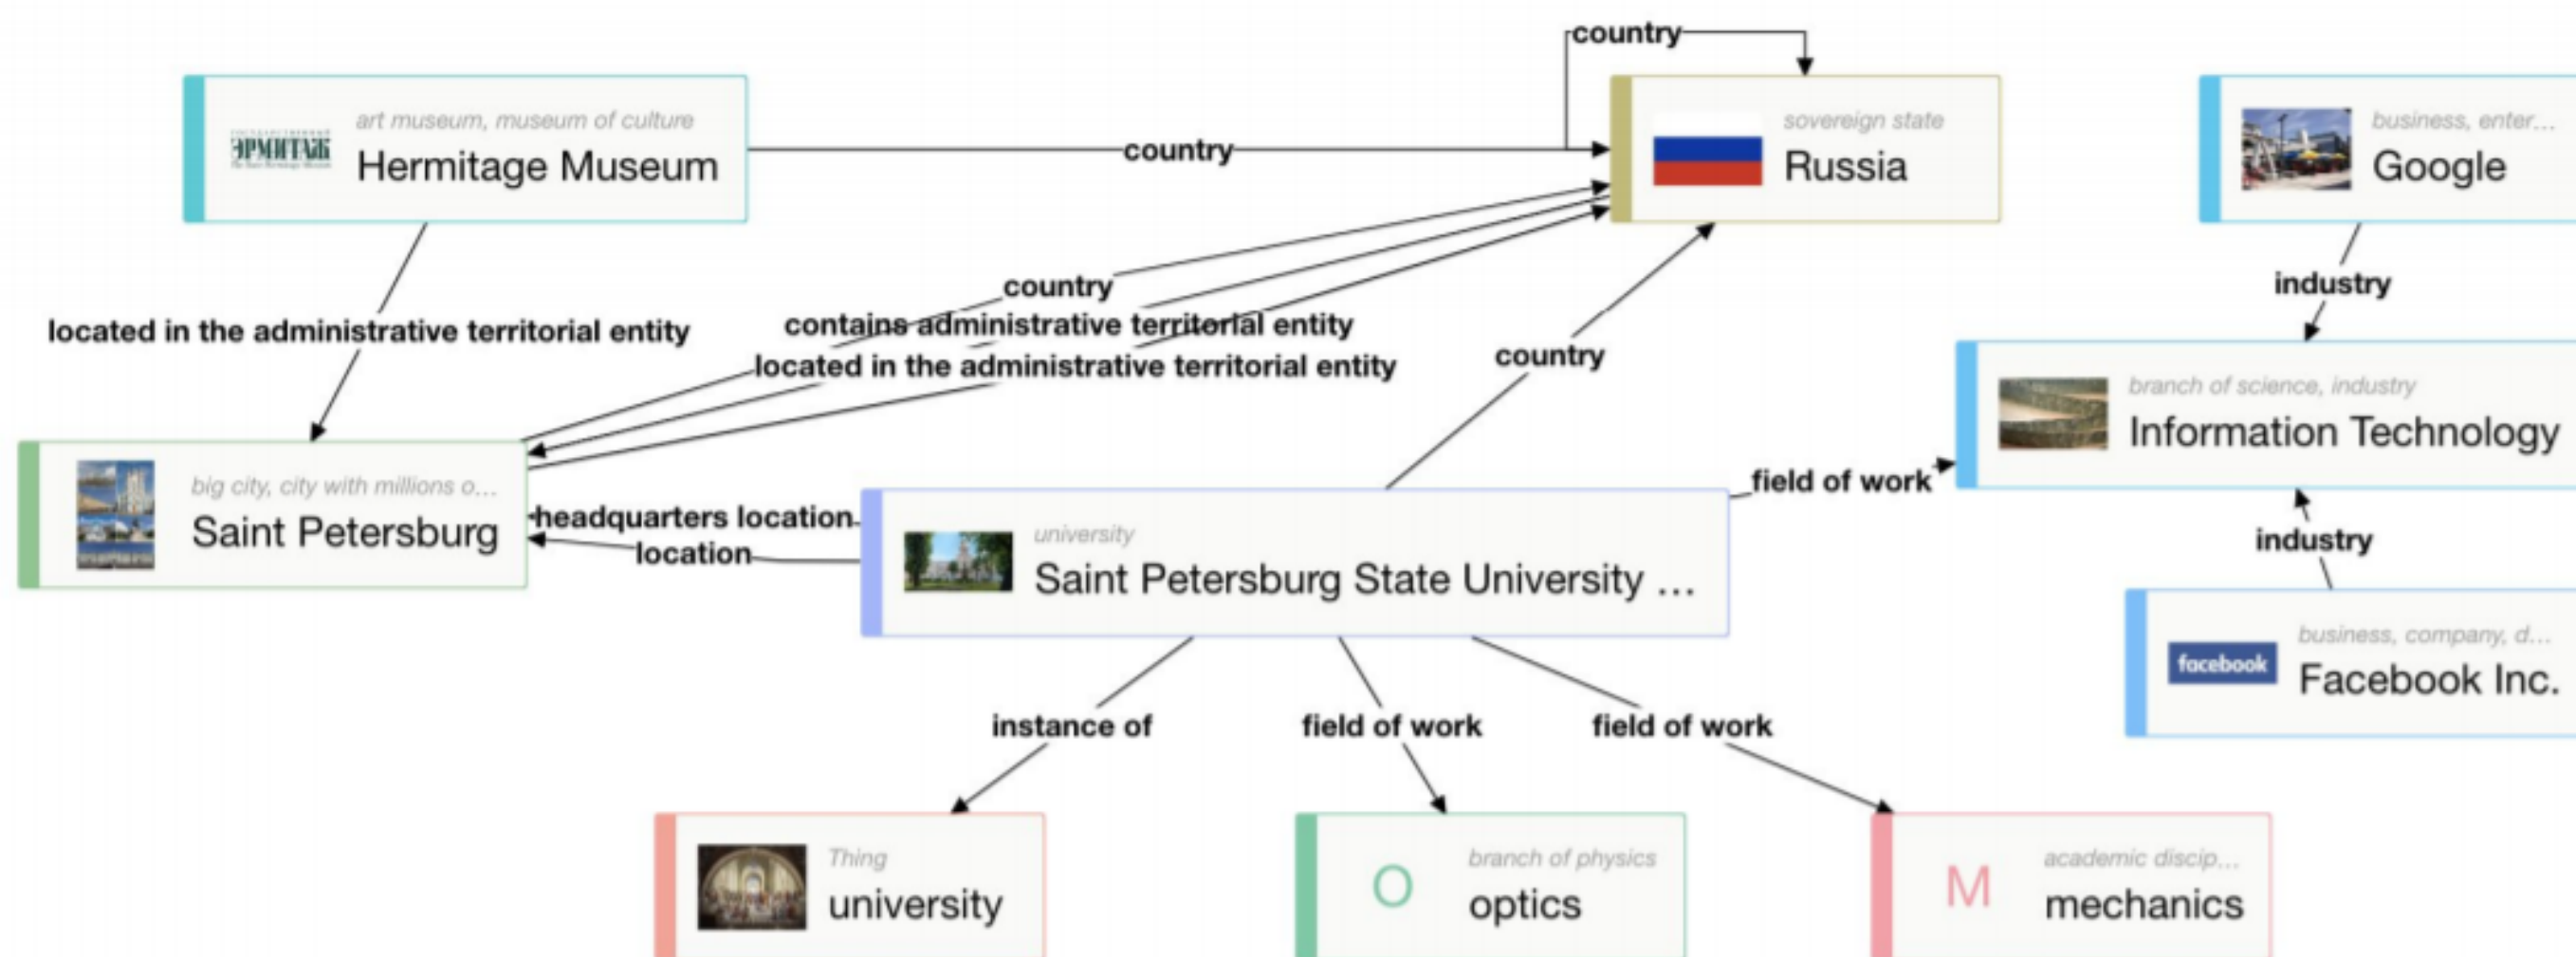 country
art museum, museum of culture
Hermitage Museum
ЭРМИТАЖ
country
sovereign state
Russia
business, enter...
Google
located in the administrative territorial entity
country
contains administrative territorial entity
located in the administrative territorial entity
country
industry
branch of science, industry
Information Technology
big city, city with millions o...
Saint Petersburg
headquarters location
location
university
Saint Petersburg State University ...
field of work
industry
facebook
business, company, d...
Facebook Inc.
instance of
field of work
field of work
Thing
university
O
branch of physics
optics
M
academic discip...
mechanics